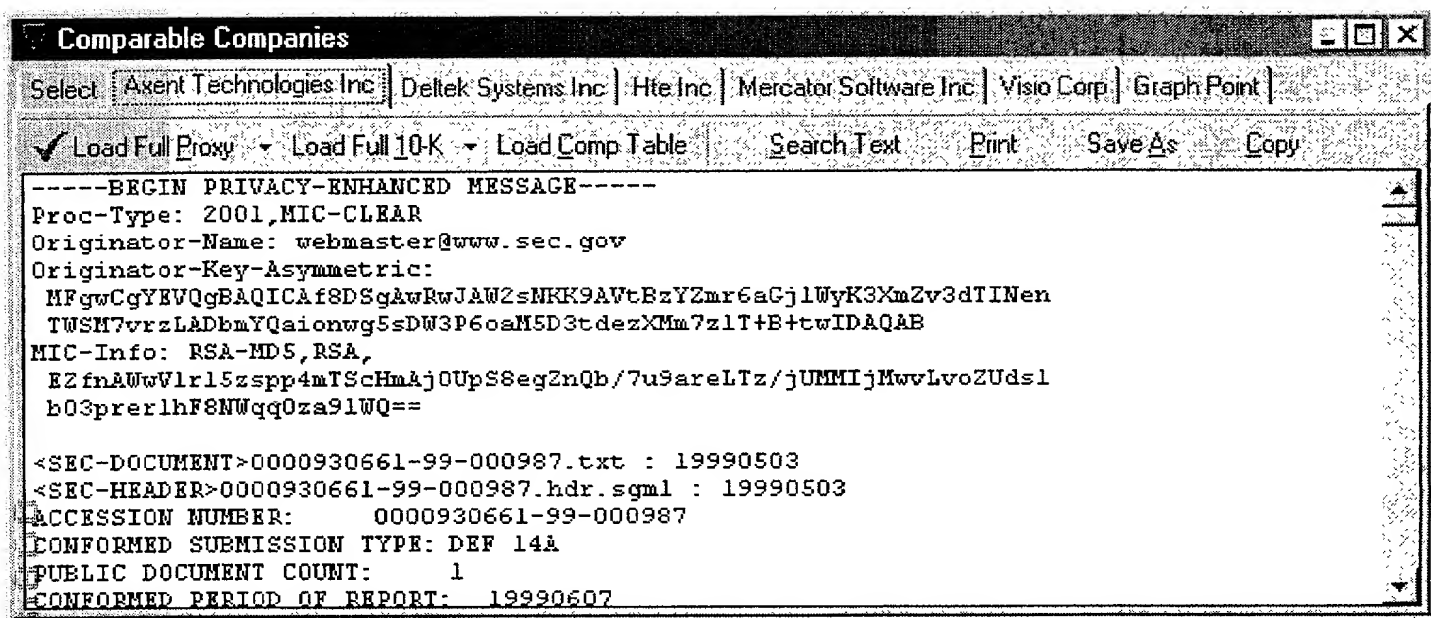 Comparable Companies
Select Axent Technologies Inc Deltek Systems Inc Hte Inc Mercator Software Inc Visio Corp Graph Point
Load Full Proxy Load Full 10-K Load Comp Table Search Text Print Save As Copy
-----BEGIN PRIVACY-ENHANCED MESSAGE-----
Proc-Type: 2001,MIC-CLEAR
Originator-Name: webmaster@www.sec.gov
Originator-Key-Asymmetric:
MFgwCgYEVQgBAQICAf8DSgAwRwJAW2sNKK9AVtBzYZmr6aGjlWyK3XmZv3dTINen
TWSM7vrzLADbmYQaionwg5sDW3P6oaM5D3tdezXMm7z1T+B+twIDAQAB
MIC-Info: RSA-MD5,RSA,
EZfnAWwVlrl5zspp4mTScHmAj0UpS8egZnQb/7u9areLTz/jUMMIjMwvLvoZUdsl
b03prerlhF8NWqq0za91WQ==
<SEC-DOCUMENT>0000930661-99-000987.txt : 19990503
<SEC-HEADER>0000930661-99-000987.hdr.sgml : 19990503
ACCESSION NUMBER: 0000930661-99-000987
CONFORMED SUBMISSION TYPE: DEF 14A
PUBLIC DOCUMENT COUNT: 1
CONFORMED PERIOD OF REPORT: 19990607